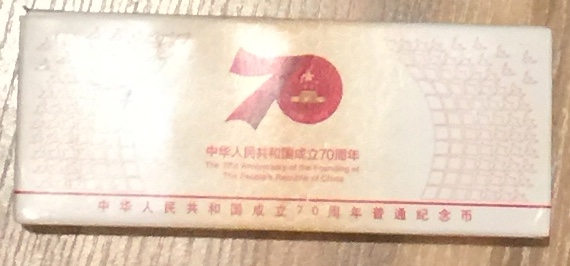 70
中华人民共和国成立70周年
The 70th Anniversary of the Founding of
The People's Republic of China
中华人民共和国成立70周年普通纪念币